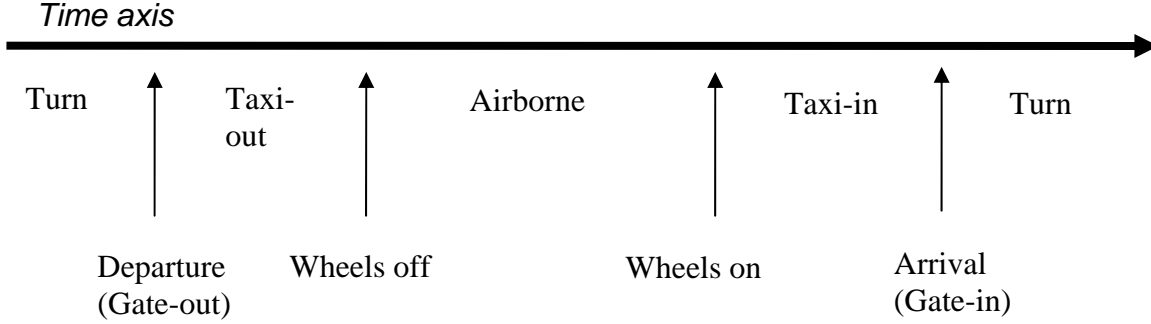 Time axis
Turn
Taxi-
out
Airborne
Taxi-in
Turn
Departure
(Gate-out)
Wheels off
Wheels on
Arrival
(Gate-in)